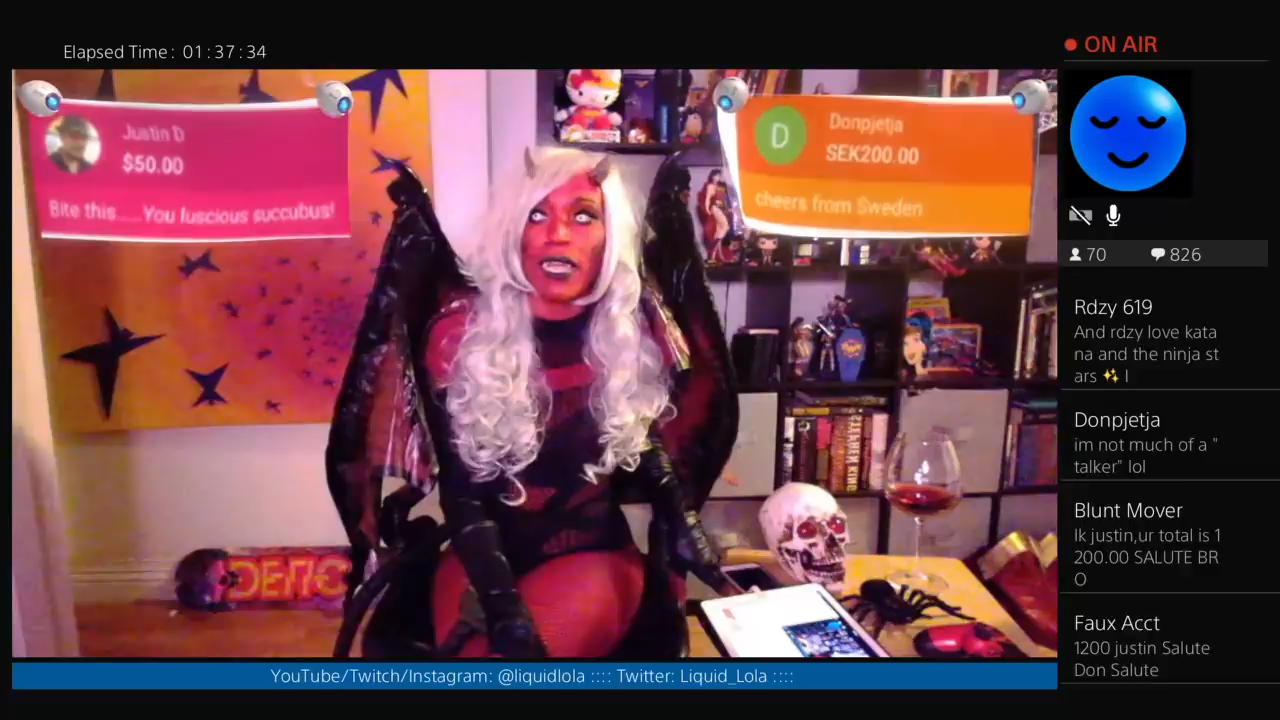 Elapsed Time: 01:37:34
ON AIR
Justin D
$50.00
Bite this.....You luscious succubus!
D
Donpjetja
SEK200.00
cheers from Sweden
70
826
Rdzy 619
And rdzy love kata
na and the ninja st
ars ✨ I
Donpjetja
im not much of a "
talker" lol
Blunt Mover
Ik justin,ur total is 1
200.00 SALUTE BR
O
Faux Acct
1200 justin Salute
Don Salute
STEPHEN KING
YouTube/Twitch/Instagram: @liquidlola :::: Twitter: Liquid_Lola ::::